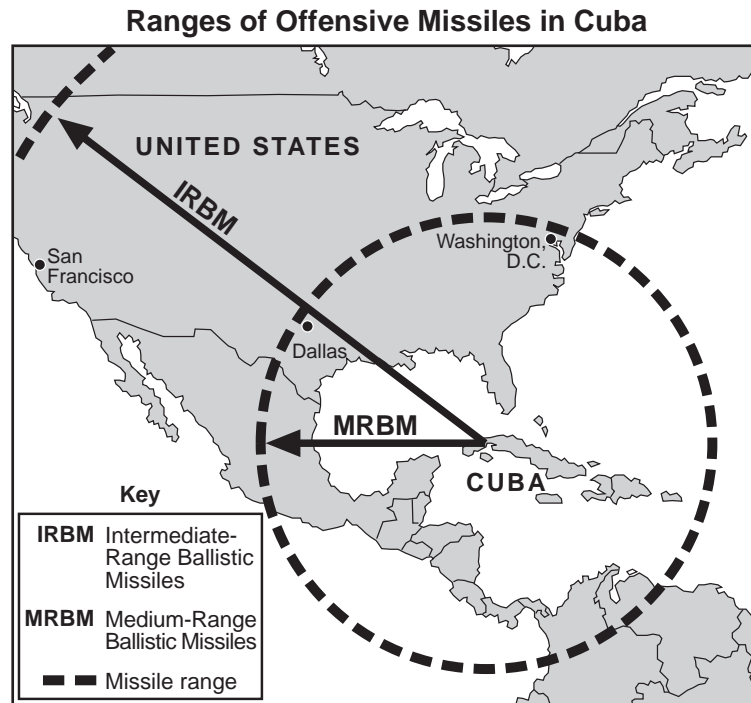 Ranges of Offensive Missiles in Cuba
UNITED STATES
IRBM
San
Francisco
Washington,
D.C.
Dallas
MRBM
CUBA
Key
IRBM Intermediate-
Range Ballistic
Missiles
MRBM Medium-Range
Ballistic Missiles
Missile range